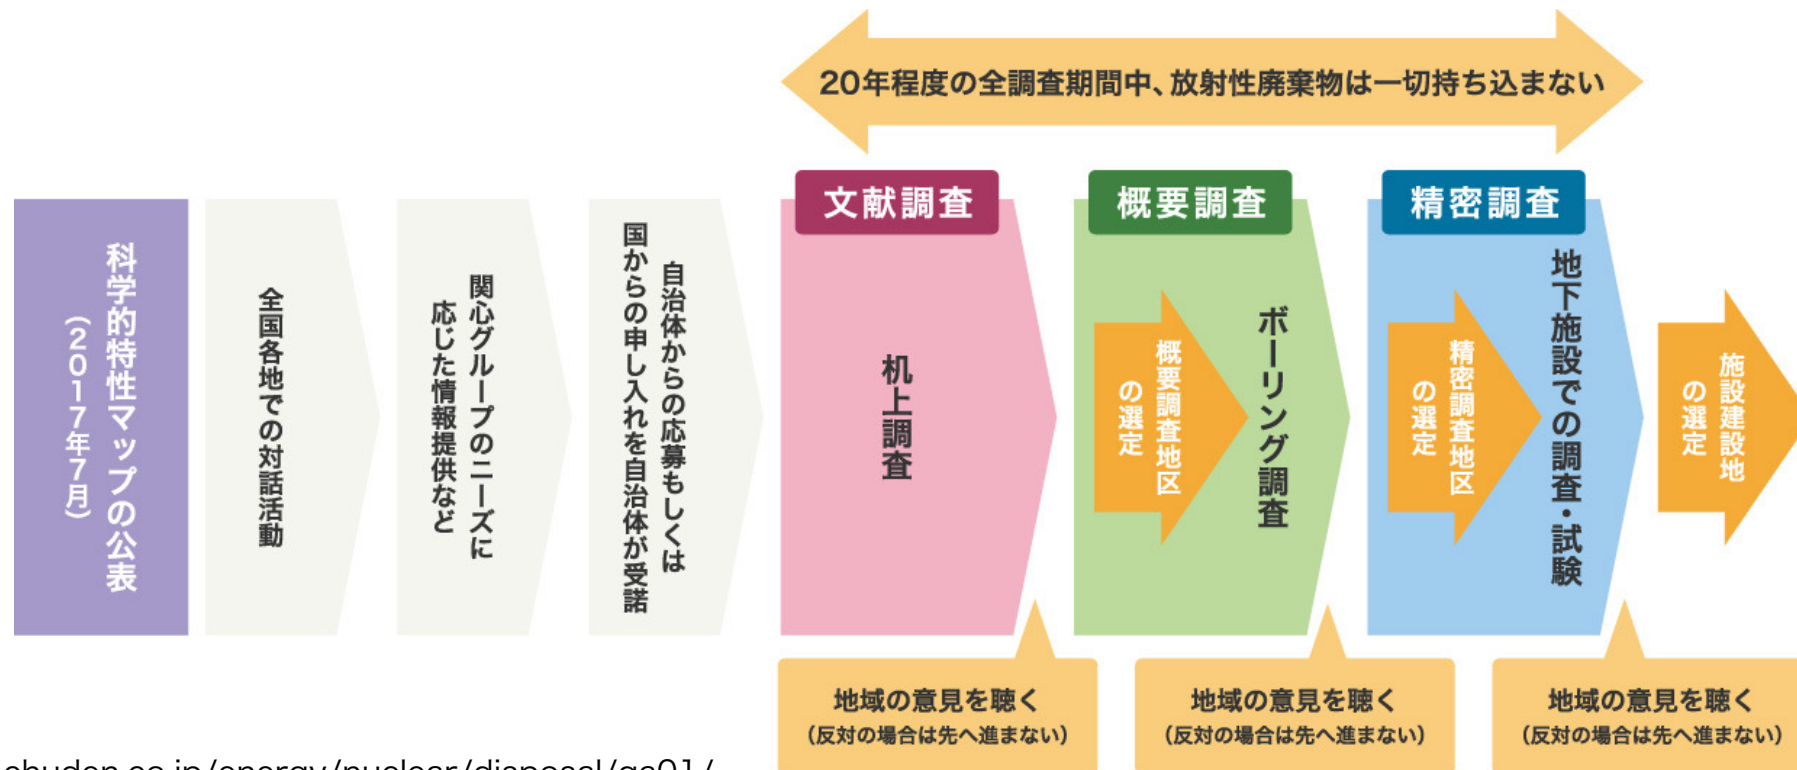 20年程度の全調査期間中、放射性廃棄物は一切持ち込まない
科学的特性マップの公表
(2017年7月)
全国各地での対話活動
関心グループのニーズに
応じた情報提供など
自治体からの応募もしくは
国からの申し入れを自治体が受諾
文献調査
机上調査
概要調査
概要調査地区
の選定
ボーリング調査
精密調査
精密調査地区
の選定
地下施設での調査・試験
施設建設地
の選定
地域の意見を聴く
(反対の場合は先へ進まない)
地域の意見を聴く
(反対の場合は先へ進まない)
地域の意見を聴く
(反対の場合は先へ進まない)
chuden.co.jp/energy/nuclear/disposal/qa01/